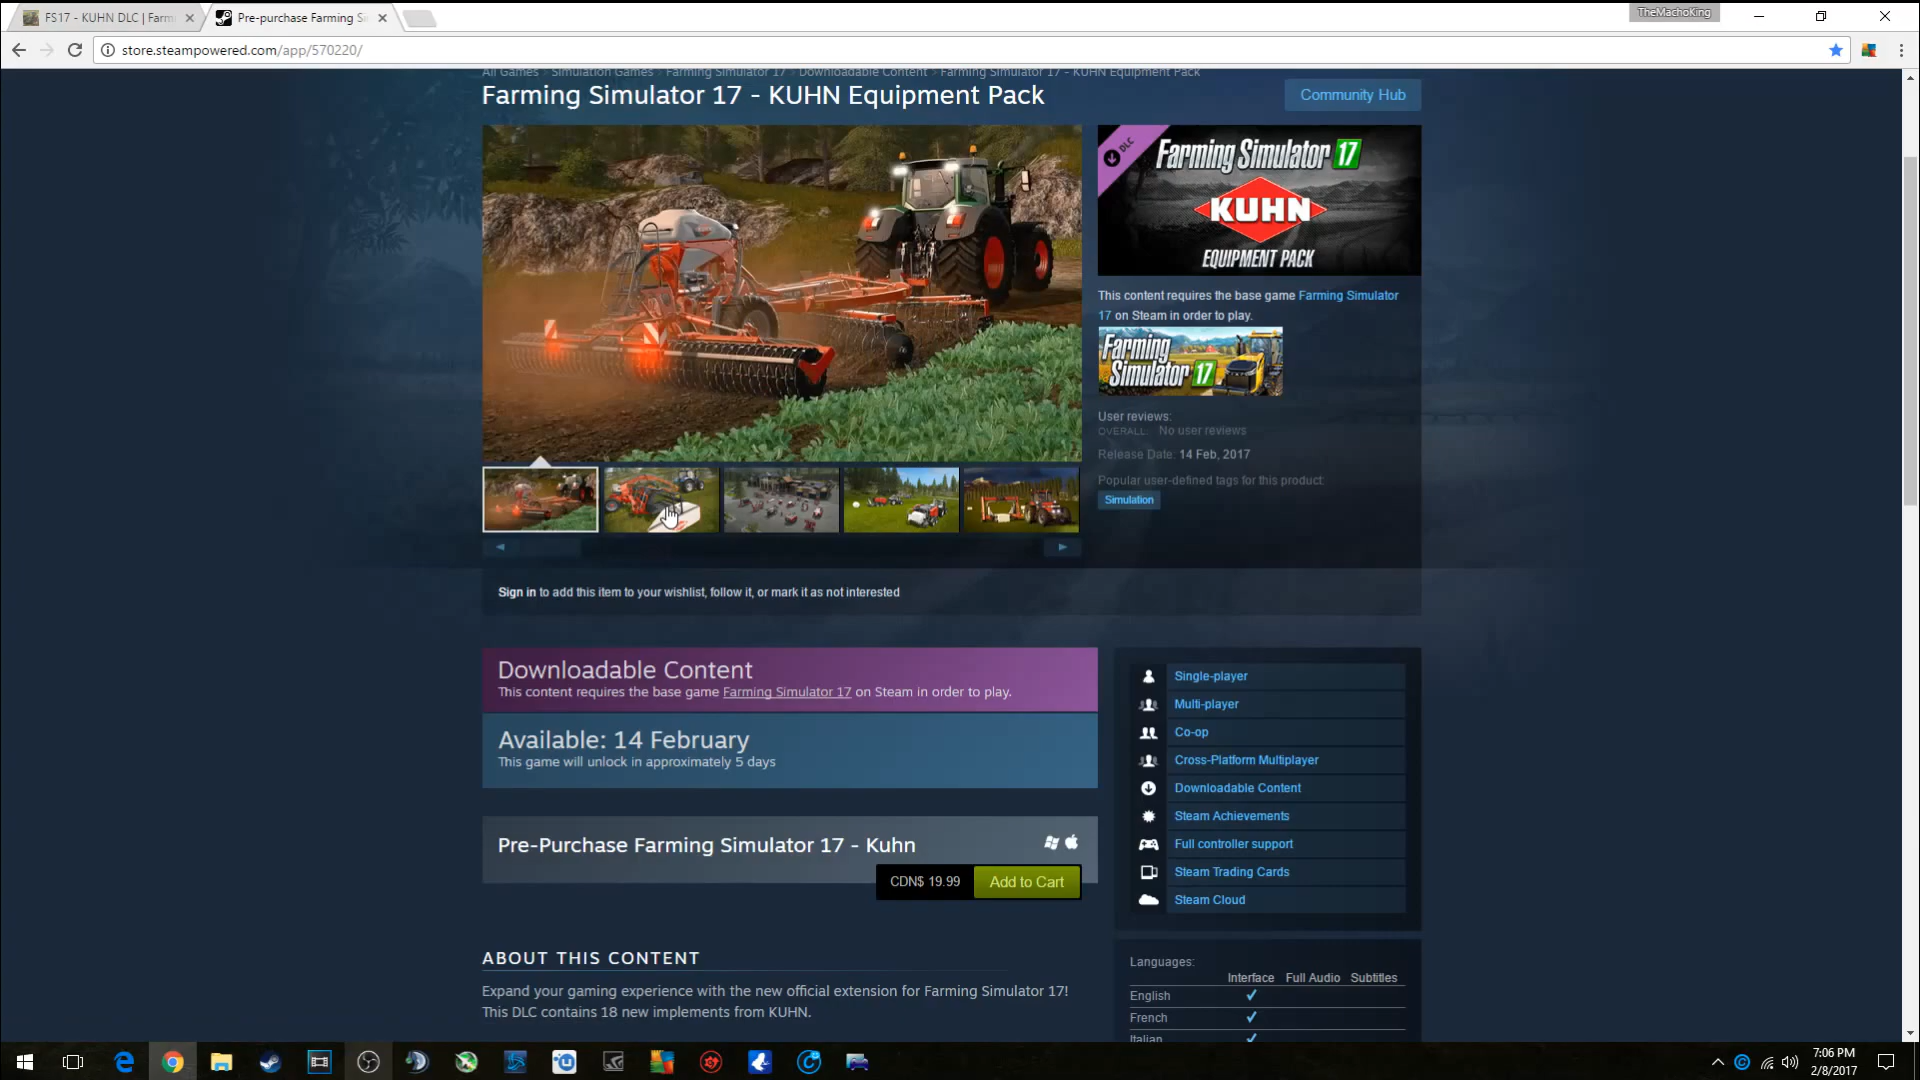 FS17 - KUHN DLC | Farm
Pre-purchase Farming Si
TheMachoKing
store.steampowered.com/app/570220/
All Games > Simulation Games > Farming Simulator 17 > Downloadable Content > Farming Simulator 17 - KUHN Equipment Pack
Farming Simulator 17 - KUHN Equipment Pack
Community Hub
DLC
Farming Simulator 17
KUHN
EQUIPMENT PACK
This content requires the base game Farming Simulator
17 on Steam in order to play.
Farming
Simulator 17
User reviews:
OVERALL: No user reviews
Release Date: 14 Feb, 2017
Popular user-defined tags for this product:
Simulation
Sign in to add this item to your wishlist, follow it, or mark it as not interested
Downloadable Content
This content requires the base game Farming Simulator 17 on Steam in order to play.
Available: 14 February
This game will unlock in approximately 5 days
Pre-Purchase Farming Simulator 17 - Kuhn
CDN$ 19.99
Add to Cart
ABOUT THIS CONTENT
Expand your gaming experience with the new official extension for Farming Simulator 17!
This DLC contains 18 new implements from KUHN.
Single-player
Multi-player
Co-op
Cross-Platform Multiplayer
Downloadable Content
Steam Achievements
Full controller support
Steam Trading Cards
Steam Cloud
Languages:
Interface Full Audio Subtitles
English
French
Italian
7:06 PM
2/8/2017